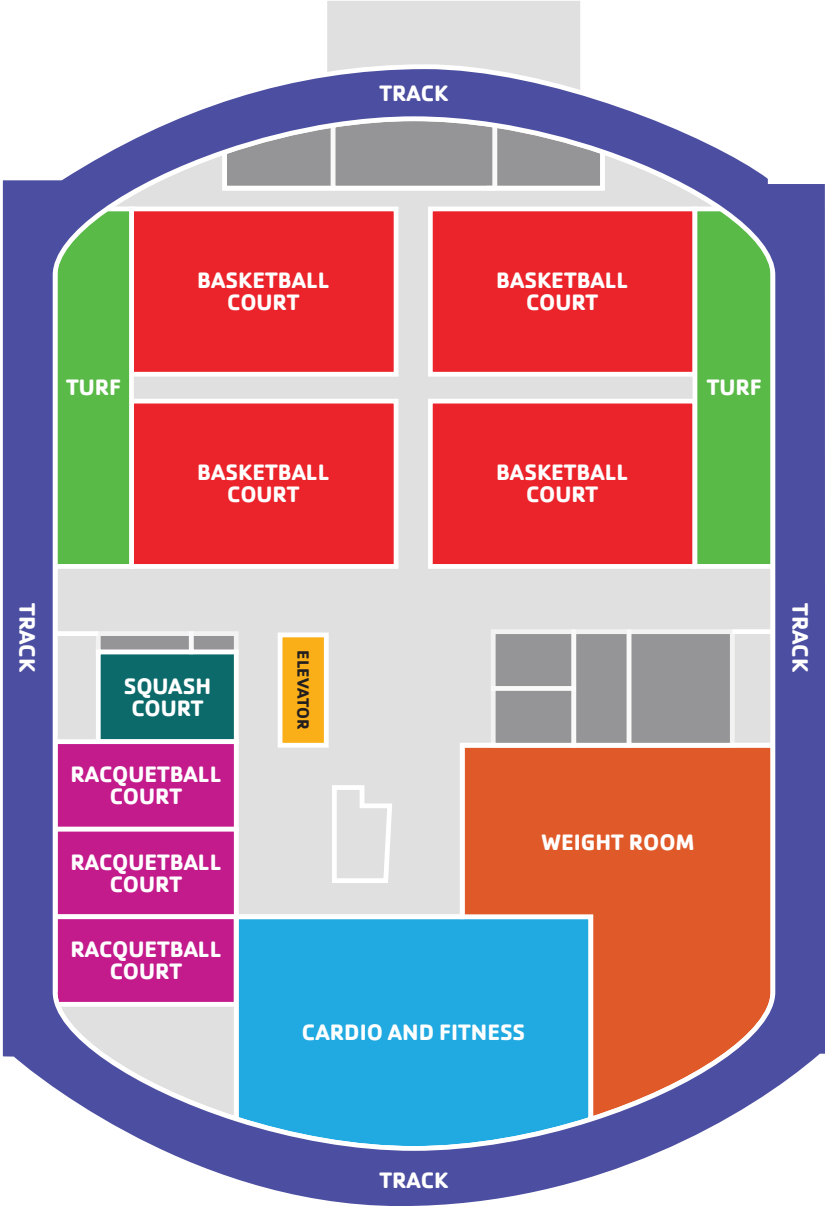 TRACK
BASKETBALL
COURT
BASKETBALL
COURT
TURF
TURF
BASKETBALL
COURT
BASKETBALL
COURT
TRACK
TRACK
SQUASH
COURT
ELEVATOR
RACQUETBALL
COURT
WEIGHT ROOM
RACQUETBALL
COURT
RACQUETBALL
COURT
CARDIO AND FITNESS
TRACK